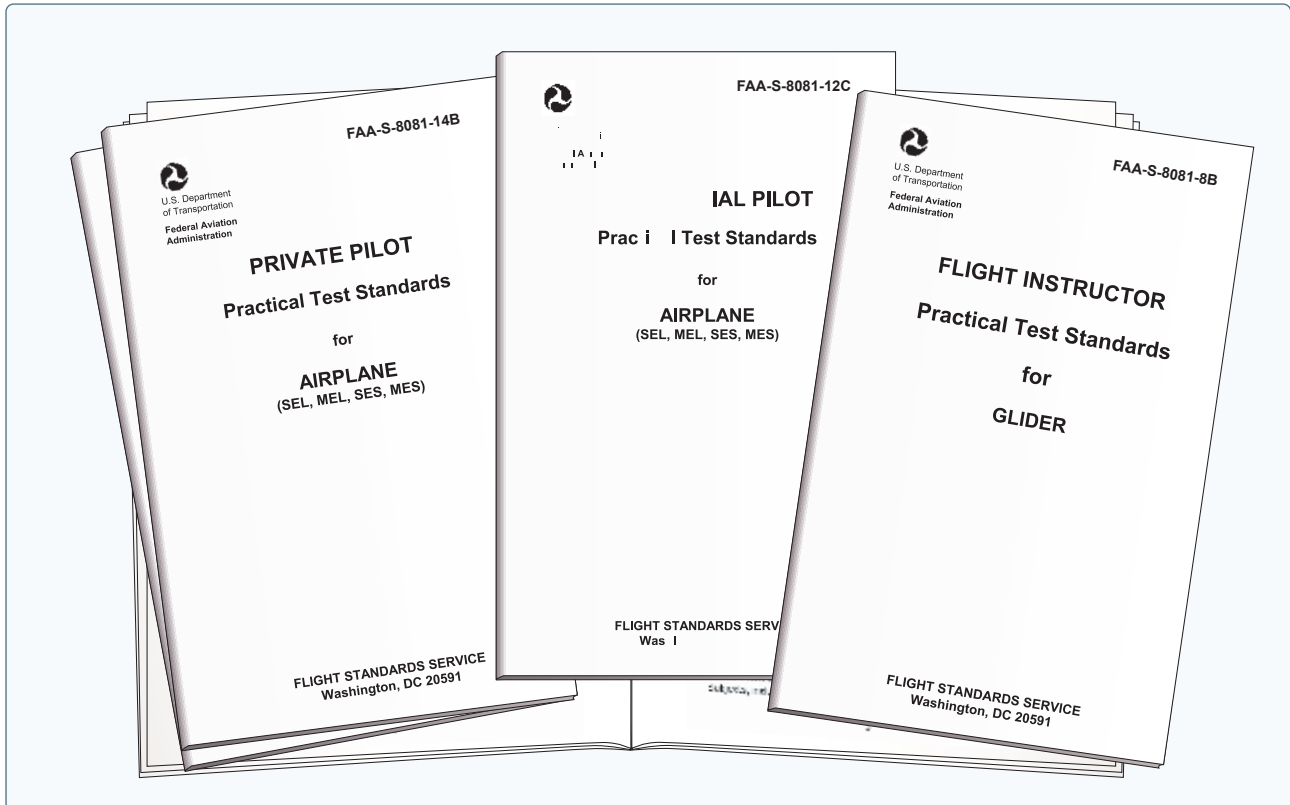 FAA-S-8081-14B
U.S. Department
of Transportation
Federal Aviation
Administration
PRIVATE PILOT
Practical Test Standards
for
AIRPLANE
(SEL, MEL, SES, MES)
FLIGHT STANDARDS SERVICE
Washington, DC 20591
FAA-S-8081-12C
IAL PILOT
Prac i l Test Standards
for
AIRPLANE
(SEL, MEL, SES, MES)
FLIGHT STANDARDS SERV
Was
FAA-S-8081-8B
U.S. Department
of Transportation
Federal Aviation
Administration
FLIGHT INSTRUCTOR
Practical Test Standards
for
GLIDER
FLIGHT STANDARDS SERVICE
Washington, DC 20591